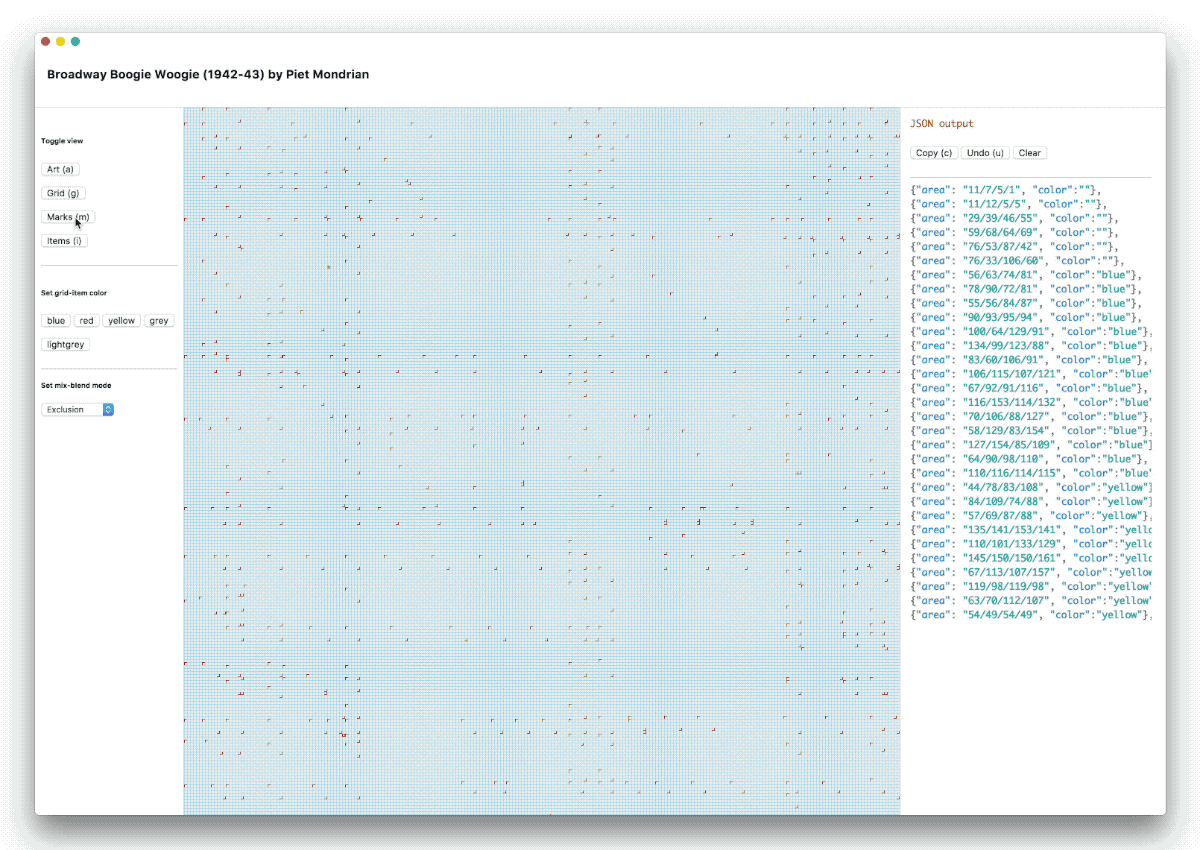 Broadway Boogie Woogie (1942-43) by Piet Mondrian
Toggle view
Art (a)
Grid (g)
Marks (m)
Items (i)
Set grid-item color
blue red yellow grey
lightgrey
Set mix-blend mode
Exclusion
JSON output
Copy (c) Undo (u) Clear
{"area": "11/7/5/1", "color":""},
{"area": "11/12/5/5", "color":""},
{"area": "29/39/46/55", "color":""},
{"area": "59/68/64/69", "color":""},
{"area": "76/53/87/42", "color":""},
{"area": "76/33/106/60", "color":""},
{"area": "56/63/74/81", "color":"blue"},
{"area": "78/90/72/81", "color":"blue"},
{"area": "55/56/84/87", "color":"blue"},
{"area": "90/93/95/94", "color":"blue"},
{"area": "100/64/129/91", "color":"blue"},
{"area": "134/99/123/88", "color":"blue"},
{"area": "83/60/106/91", "color":"blue"},
{"area": "106/115/107/121", "color":"blue"
{"area": "67/92/91/116", "color":"blue"},
{"area": "116/153/114/132", "color":"blue"
{"area": "70/106/88/127", "color":"blue"},
{"area": "58/129/83/154", "color":"blue"},
{"area": "127/154/85/109", "color":"blue"}
{"area": "64/90/98/110", "color":"blue"},
{"area": "110/116/114/115", "color":"blue"
{"area": "44/78/83/108", "color":"yellow"}
{"area": "84/109/74/88", "color":"yellow"}
{"area": "57/69/87/88", "color":"yellow"},
{"area": "135/141/153/141", "color":"yello
{"area": "110/101/133/129", "color":"yello
{"area": "145/150/150/161", "color":"yello
{"area": "67/113/107/157", "color":"yellow
{"area": "119/98/119/98", "color":"yellow"
{"area": "63/70/112/107", "color":"yellow"
{"area": "54/49/54/49", "color":"yellow"},